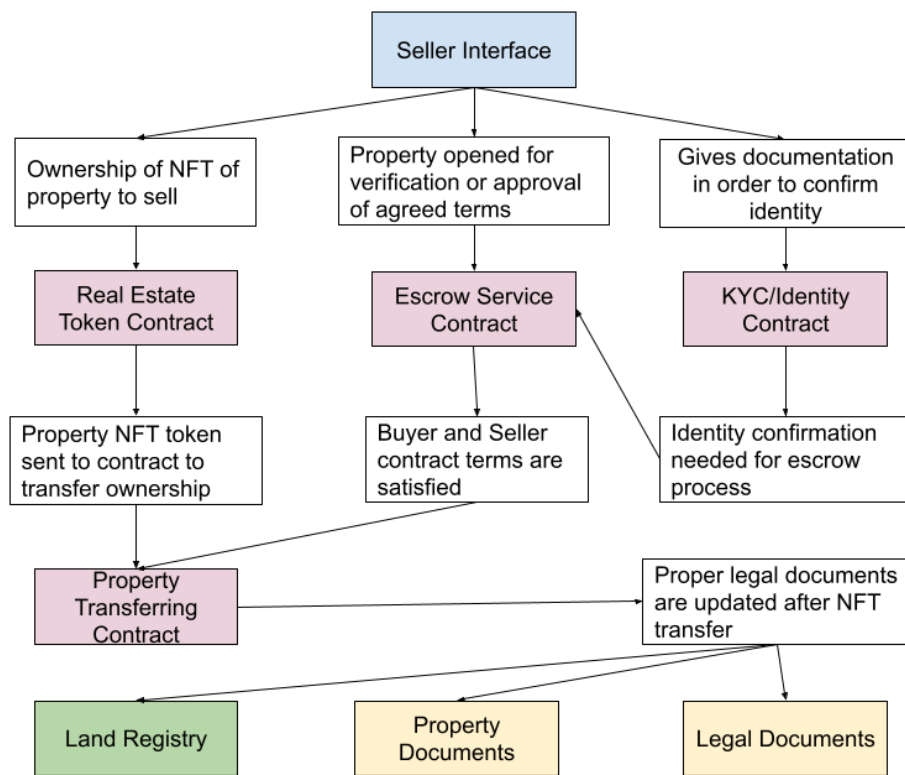 Seller Interface
Ownership of NFT of
property to sell
Property opened for
verification or approval
of agreed terms
Gives documentation
in order to confirm
identity
Real Estate
Token Contract
Escrow Service
Contract
KYC/Identity
Contract
Property NFT token
sent to contract to
transfer ownership
Buyer and Seller
contract terms are
satisfied
Identity confirmation
needed for escrow
process
Property
Transferring
Contract
Proper legal documents
are updated after NFT
transfer
Land Registry
Property
Documents
Legal Documents